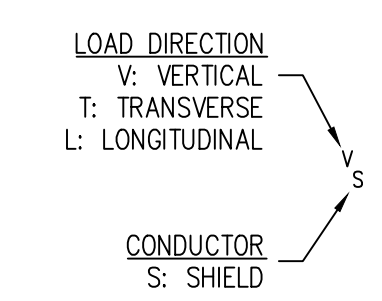 LOAD DIRECTION
V: VERTICAL
T: TRANSVERSE
L: LONGITUDINAL
V
S
CONDUCTOR
S: SHIELD